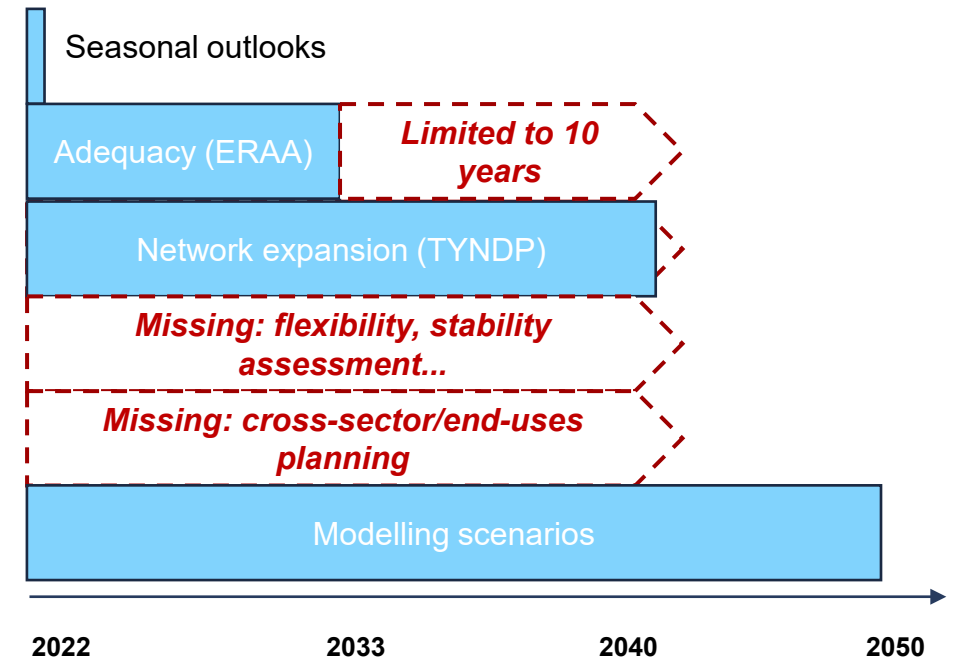 Seasonal outlooks
Adequacy (ERAA)
Limited to 10
years
Network expansion (TYNDP)
Missing: flexibility, stability
assessment...
Missing: cross-sector/end-uses
planning
Modelling scenarios
2022 2033 2040 2050